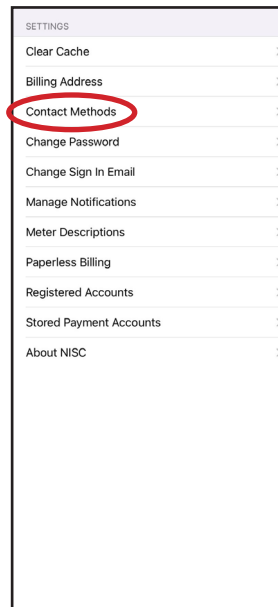 SETTINGS
Clear Cache
Billing Address
Contact Methods
Change Password
Change Sign In Email
Manage Notifications
Meter Descriptions
Paperless Billing
Registered Accounts
Stored Payment Accounts
About NISC